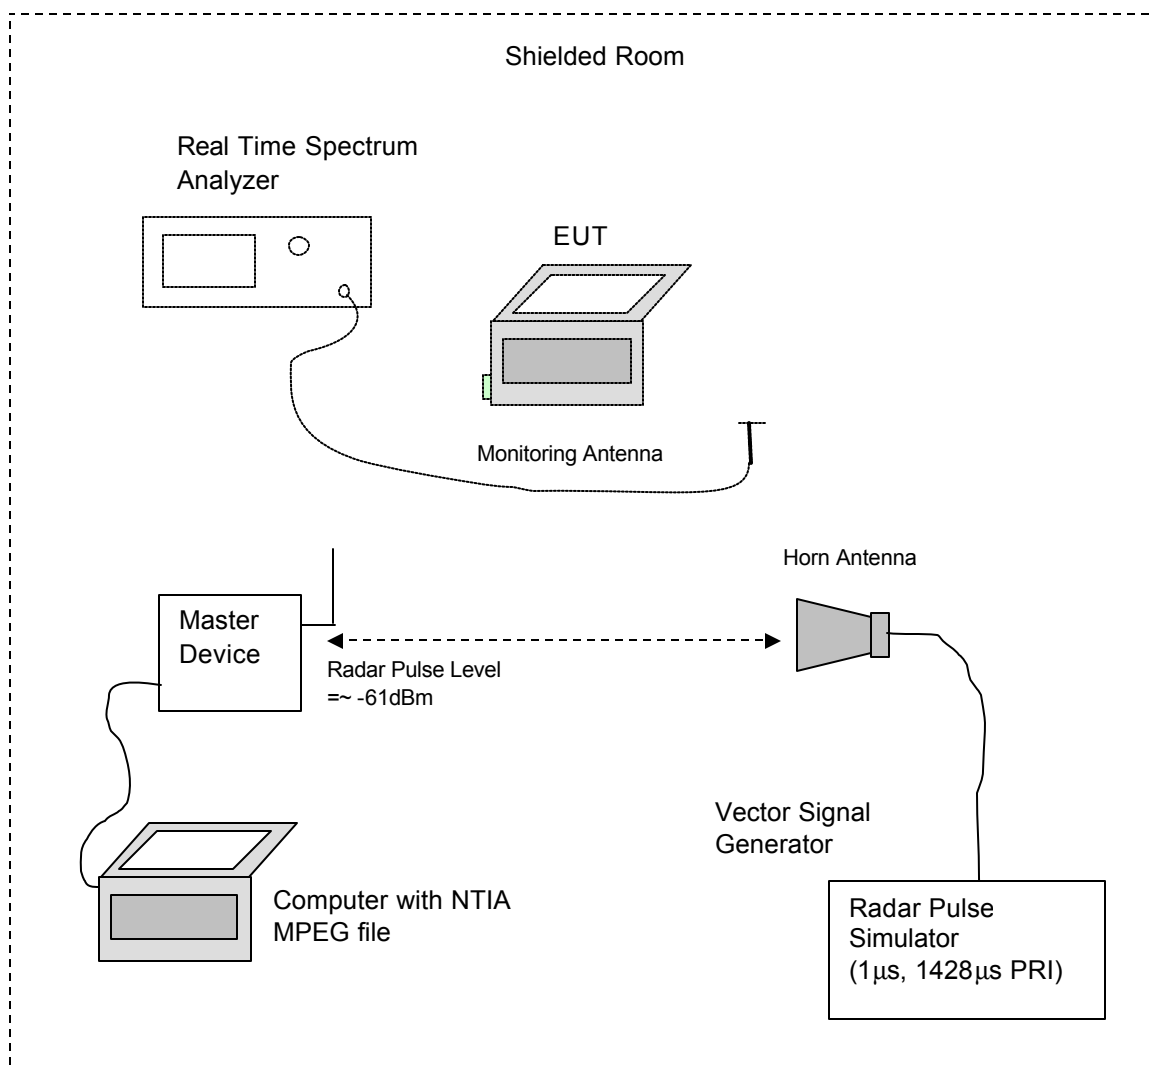 Shielded Room
Real Time Spectrum
Analyzer
EUT
Monitoring Antenna
Horn Antenna
Master
Device
Radar Pulse Level
=~ -61dBm
Vector Signal
Generator
Computer with NTIA
MPEG file
Radar Pulse
Simulator
(1μs, 1428μs PRI)